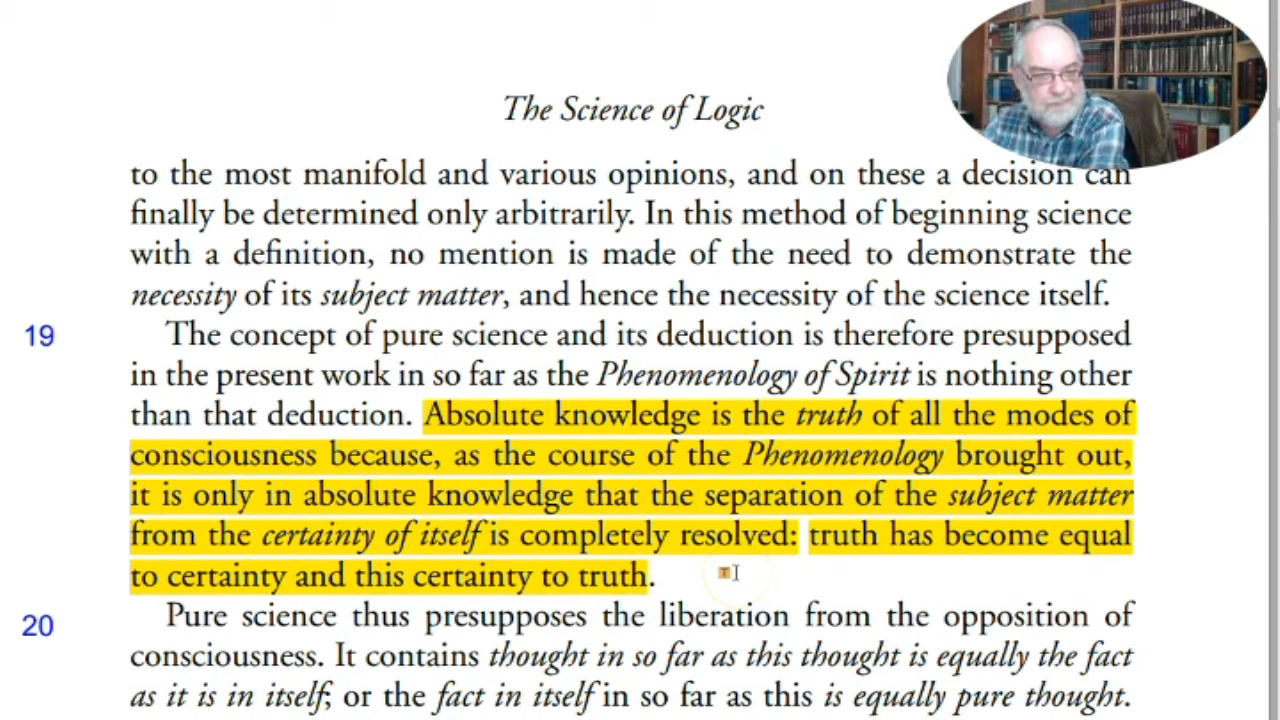 The Science of Logic
to the most manifold and various opinions, and on these a decision can
finally be determined only arbitrarily. In this method of beginning science
with a definition, no mention is made of the need to demonstrate the
necessity of its subject matter, and hence the necessity of the science itself.
19
The concept of pure science and its deduction is therefore presupposed
in the present work in so far as the Phenomenology of Spirit is nothing other
than that deduction. Absolute knowledge is the truth of all the modes of
consciousness because, as the course of the Phenomenology brought out,
it is only in absolute knowledge that the separation of the subject matter
from the certainty of itself is completely resolved: truth has become equal
to certainty and this certainty to truth.
20
Pure science thus presupposes the liberation from the opposition of
consciousness. It contains thought in so far as this thought is equally the fact
as it is in itself; or the fact in itself in so far as this is equally pure thought.